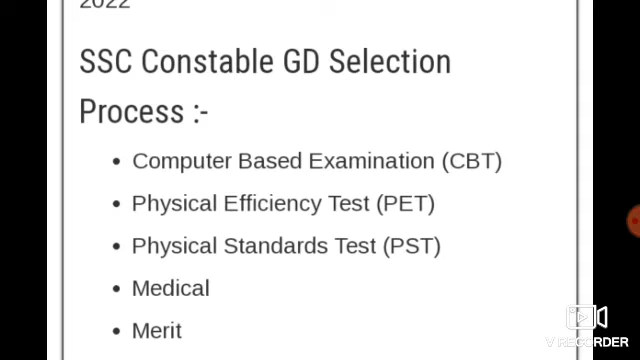 2022
SSC Constable GD Selection
Process :-
• Computer Based Examination (CBT)
• Physical Efficiency Test (PET)
• Physical Standards Test (PST)
• Medical
• Merit
V RECORDER